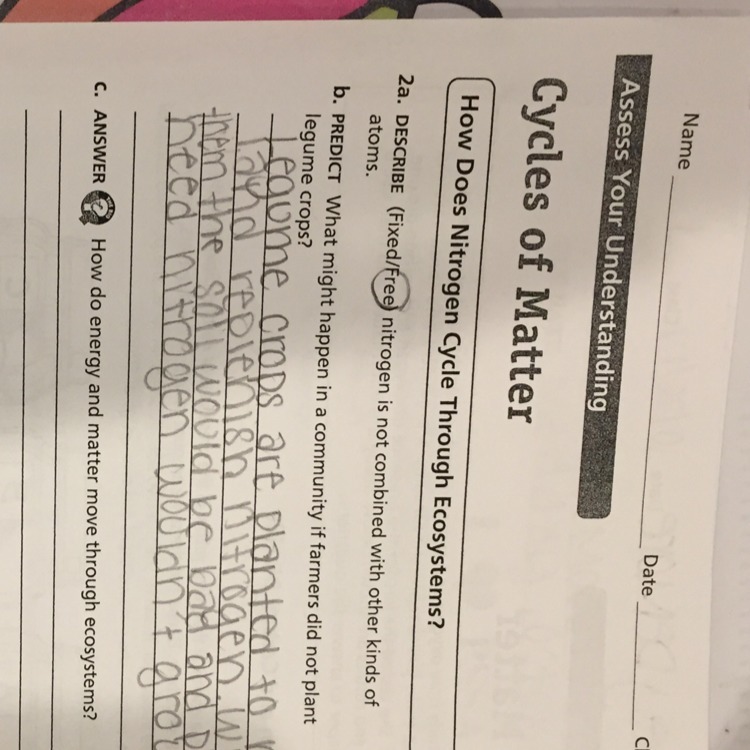 Name Date
Assess Your Understanding
Cycles of Matter
How Does Nitrogen Cycle Through Ecosystems?
2a. DESCRIBE (Fixed/Free) nitrogen is not combined with other kinds of
atoms.
b. PREDICT What might happen in a community if farmers did not plant
legume crops?
Legume crops are planted to
replenish nitrogen.
them the soil would be bad and
need nitrogen wouldn't
c. ANSWER How do energy and matter move through ecosystems?